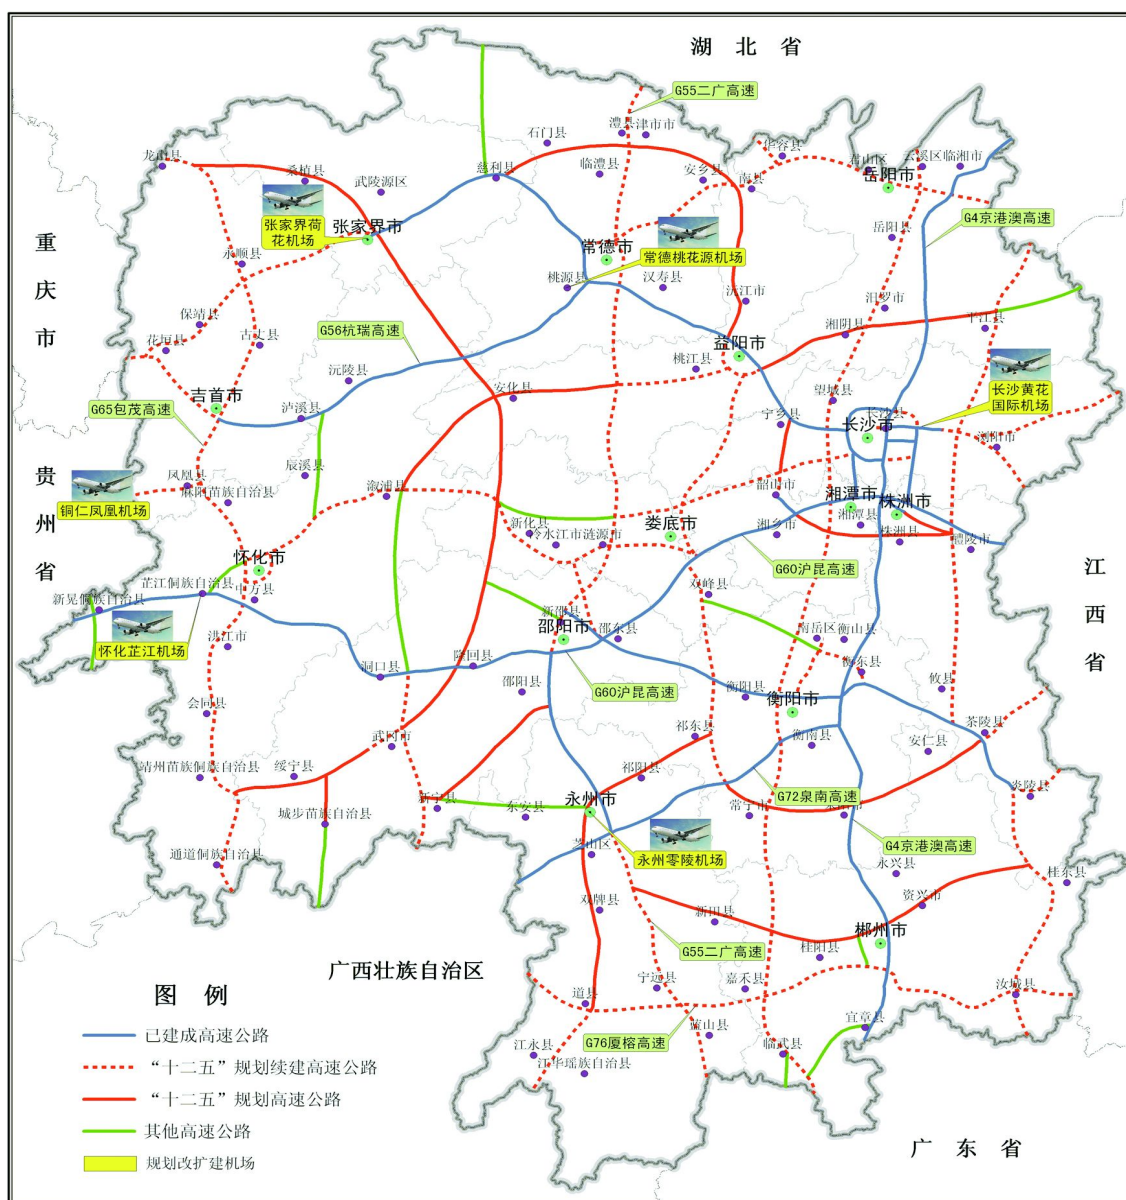 湖 北 省
G55二广高速
石门县
澧县
津市市
华容县
君山区
云溪区
临湘市
龙山县
桑植县
武陵源区
慈利县
临澧县
安乡县
南县
岳阳市
张家界荷
花机场
张家界市
常德市
常德桃花源机场
岳阳县
G4京港澳高速
重
庆
市
永顺县
桃源县
汉寿县
沅江市
汨罗市
保靖县
古丈县
花垣县
G56杭瑞高速
湘阴县
平江县
益阳市
桃江县
沅陵县
长沙黄花
国际机场
吉首市
G65包茂高速
泸溪县
安化县
望城县
宁乡县
长沙县
长沙市
浏阳市
贵
州
省
凤凰县
麻阳苗族自治县
辰溪县
溆浦县
铜仁凤凰机场
韶山市
湘潭市
株洲市
新化县
冷水江市
涟源市
娄底市
湘乡市
湘潭县
株洲县
醴陵市
怀化市
G60沪昆高速
江
西
省
芷江侗族自治县
新晃侗族自治县
中方县
双峰县
怀化芷江机场
洪江市
新邵县
邵阳市
邵东县
南岳区
衡山县
衡东县
洞口县
隆回县
邵阳县
G60沪昆高速
衡阳县
衡阳市
攸县
会同县
武冈市
祁东县
衡南县
安仁县
茶陵县
靖州苗族侗族自治县
绥宁县
祁阳县
G72泉南高速
炎陵县
城步苗族自治县
新宁县
东安县
永州市
常宁市
G4京港澳高速
芝山区
永州零陵机场
通道侗族自治县
永兴县
桂东县
双牌县
新田县
资兴市
郴州市
G55二广高速
桂阳县
广西壮族自治区
宁远县
嘉禾县
汝城县
图 例
道县
宜章县
蓝山县
已建成高速公路
G76厦榕高速
江永县
临武县
“十二五”规划续建高速公路
江华瑶族自治县
“十二五”规划高速公路
其他高速公路
广 东 省
规划改扩建机场